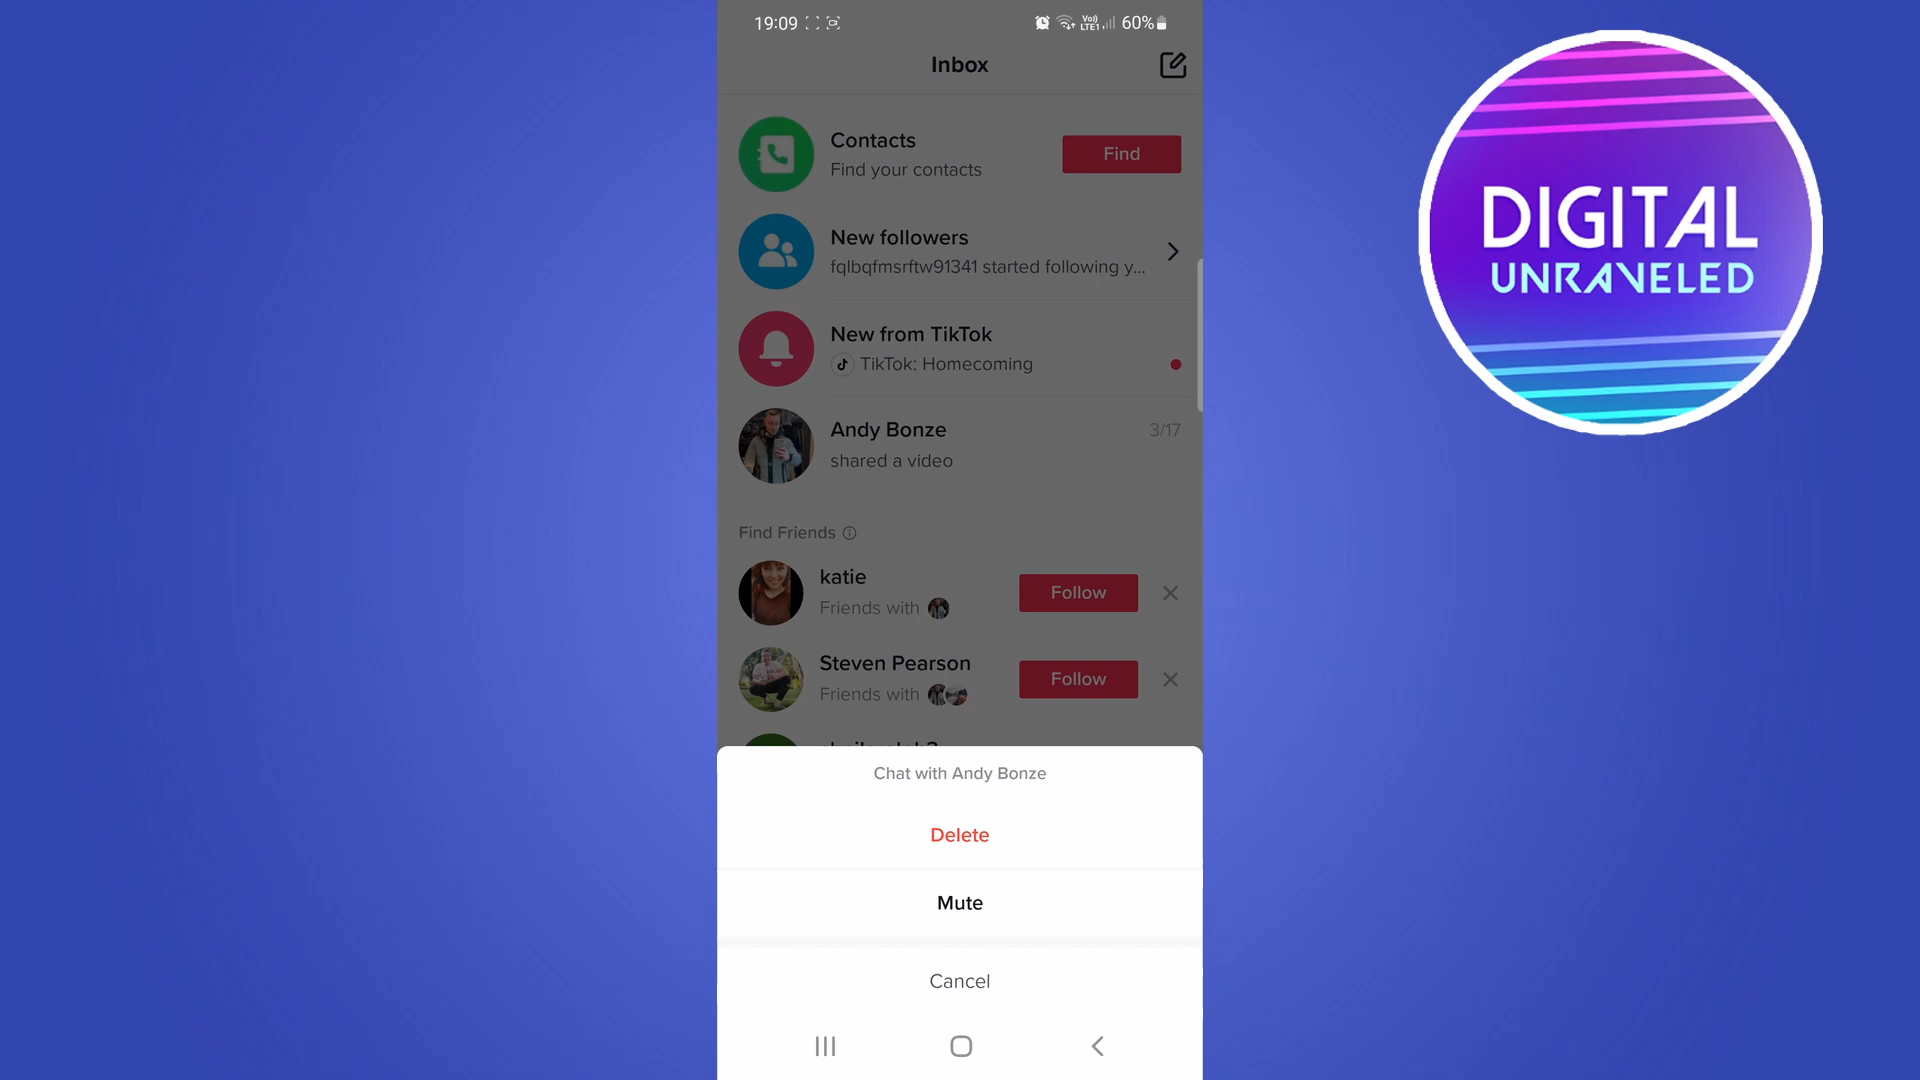 19:09
Vo)) LTE1 60%
Inbox
Contacts
Find your contacts
Find
New followers
fqlbqfmsrftw91341 started following y...
New from TikTok
TikTok: Homecoming
Andy Bonze
3/17
shared a video
Find Friends
katie
Friends with
Follow
Steven Pearson
Friends with
Follow
Chat with Andy Bonze
Delete
Mute
Cancel
DIGITAL
UNRAVELED